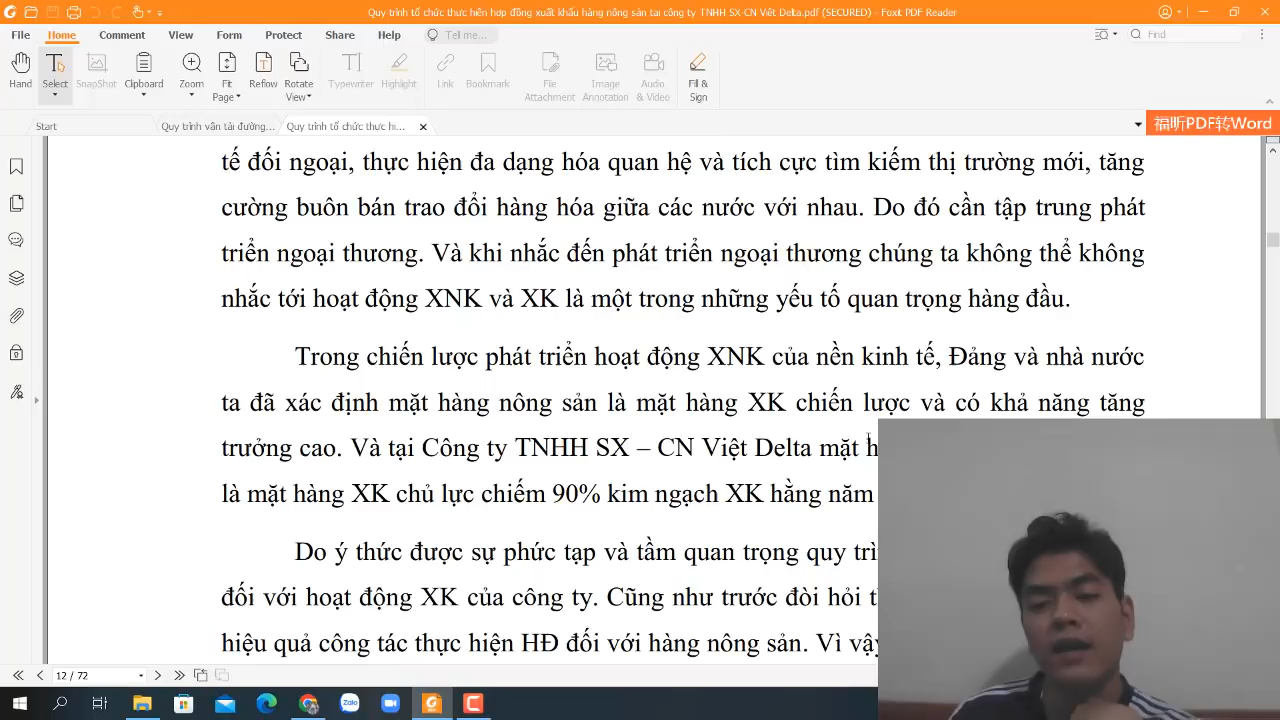 Quy trình tổ chức thực hiện hợp đồng xuất khẩu hàng nông sản tại công ty TNHH SX-CN Việt Delta.pdf (SECURED) - Foxit PDF Reader
File Home Comment View Form Protect Share Help Tell me... Find
Hand Select SnapShot Clipboard Zoom Fit Page Reflow Rotate View Typewriter Highlight Link Bookmark File Attachment Image Annotation Audio & Video Fill & Sign
Start Quy trình vận tải đường... Quy trình tổ chức thực hi... 福昕PDF转Word
tế đối ngoại, thực hiện đa dạng hóa quan hệ và tích cực tìm kiếm thị trường mới, tăng
cường buôn bán trao đổi hàng hóa giữa các nước với nhau. Do đó cần tập trung phát
triển ngoại thương. Và khi nhắc đến phát triển ngoại thương chúng ta không thể không
nhắc tới hoạt động XNK và XK là một trong những yếu tố quan trọng hàng đầu.
Trong chiến lược phát triển hoạt động XNK của nền kinh tế, Đảng và nhà nước
ta đã xác định mặt hàng nông sản là mặt hàng XK chiến lược và có khả năng tăng
trưởng cao. Và tại Công ty TNHH SX – CN Việt Delta mặt
là mặt hàng XK chủ lực chiếm 90% kim ngạch XK hằng năm
Do ý thức được sự phức tạp và tầm quan trọng quy
đối với hoạt động XK của công ty. Cũng như trước đòi hỏi
hiệu quả công tác thực hiện HĐ đối với hàng nông sản. Vì vậy
12 / 72
Zalo